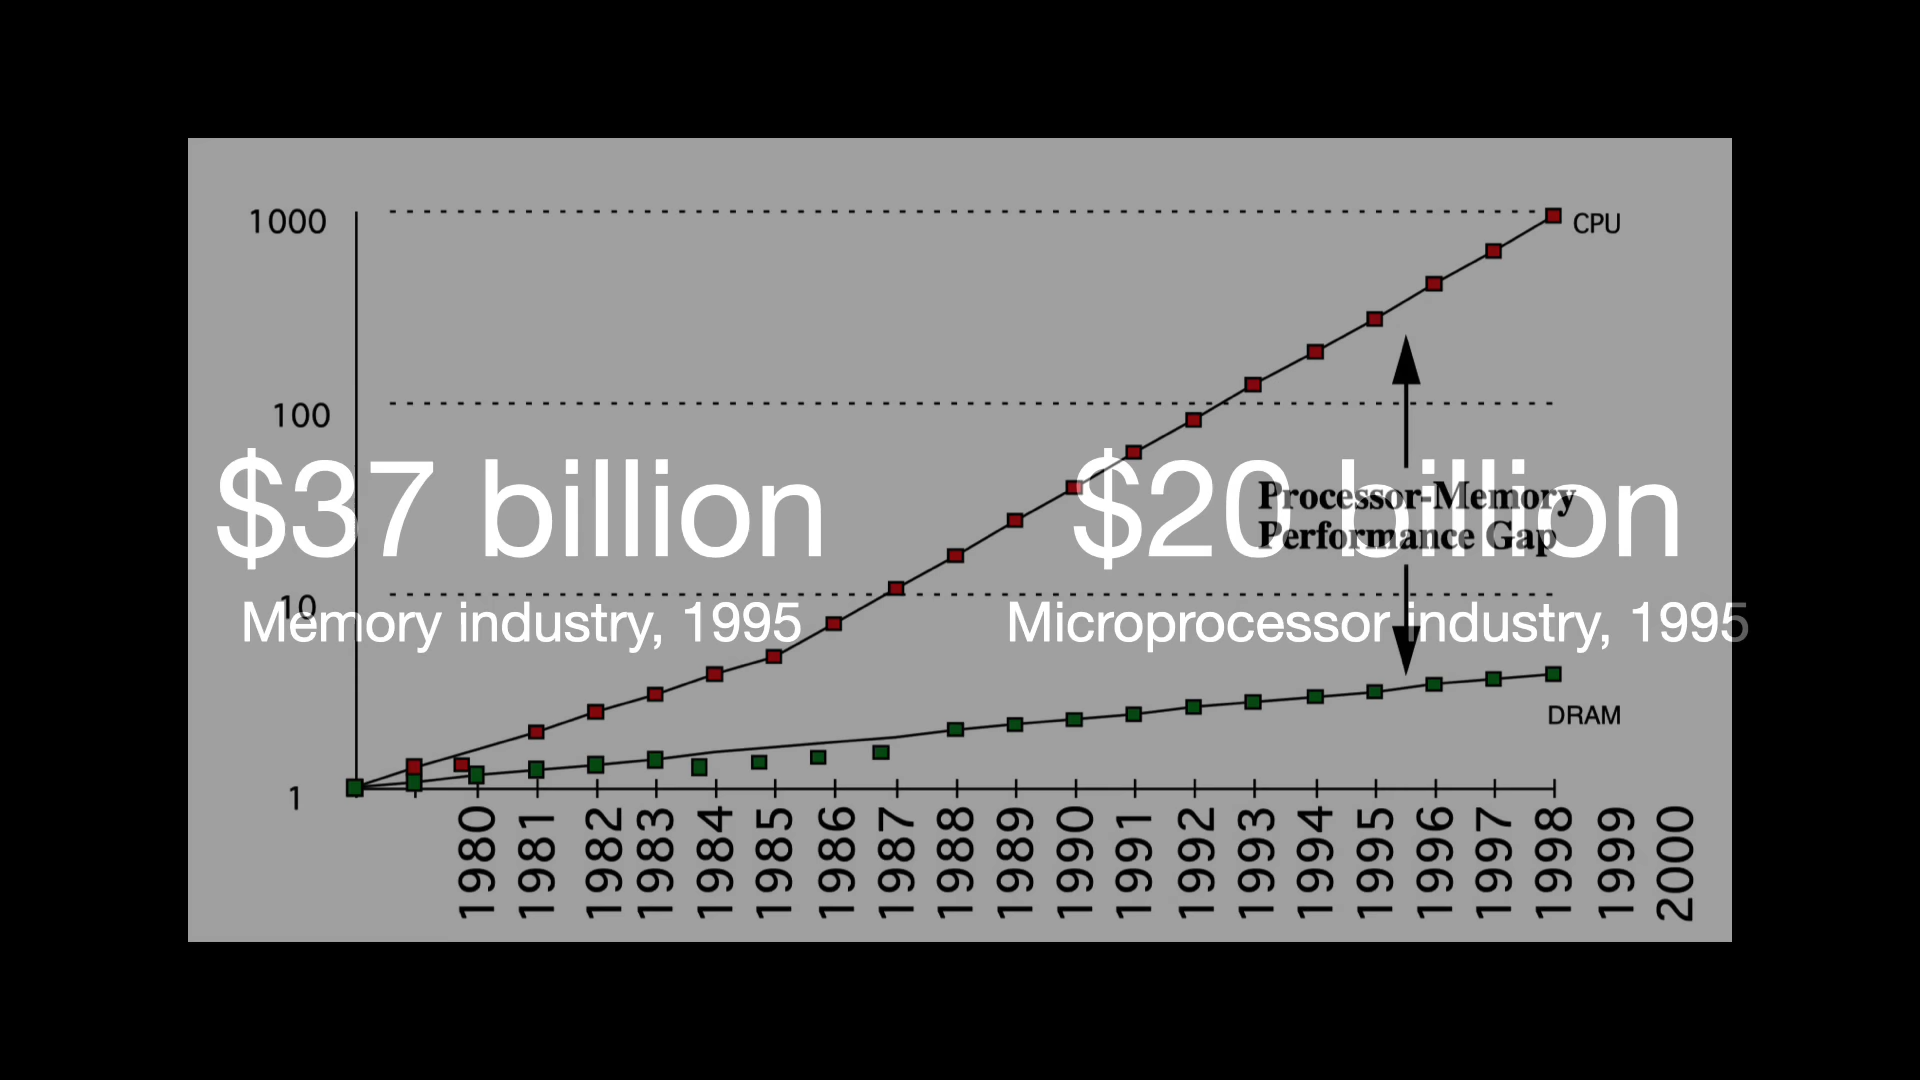 1000
CPU
100
$37 billion
$20 billion
Processor-Memory
Performance Gap
10
Memory industry, 1995
Microprocessor industry, 1995
DRAM
1
1980 1981 1982 1983 1984 1985 1986 1987 1988 1989 1990 1991 1992 1993 1994 1995 1996 1997 1998 1999 2000